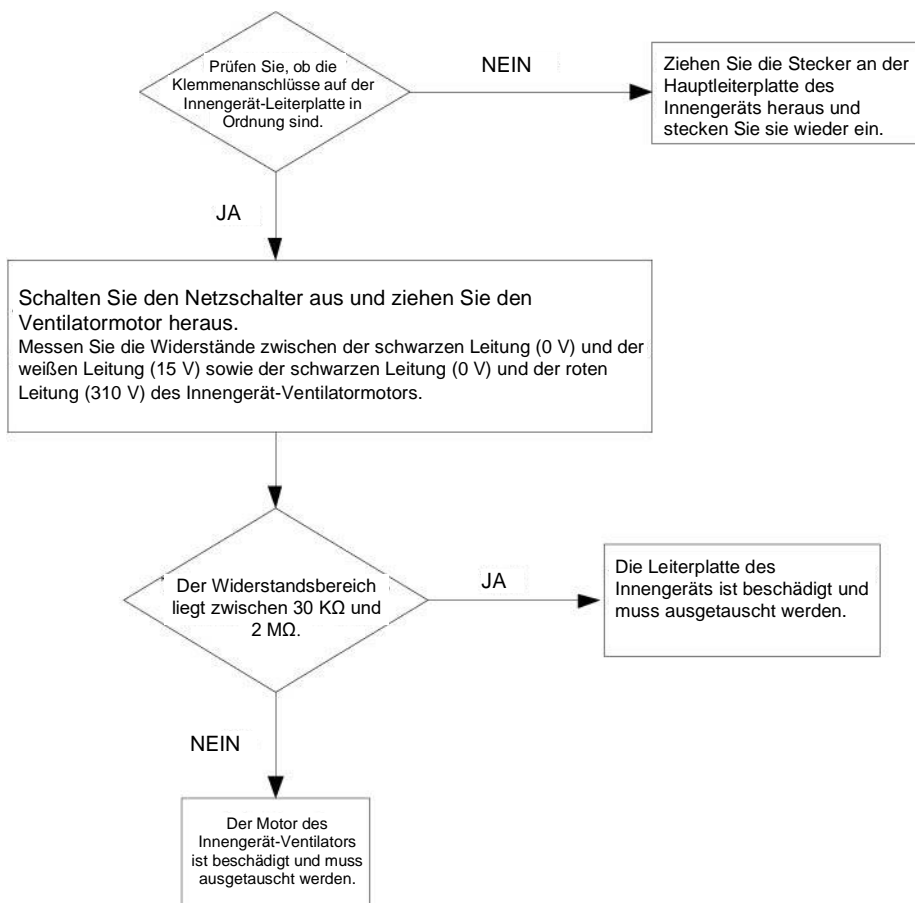 Prüfen Sie, ob die
Klemmenanschlüsse auf der
Innengerät-Leiterplatte in
Ordnung sind.
NEIN
Ziehen Sie die Stecker an der
Hauptleiterplatte des
Innengeräts heraus und
stecken Sie sie wieder ein.
JA
Schalten Sie den Netzschalter aus und ziehen Sie den
Ventilatormotor heraus.
Messen Sie die Widerstände zwischen der schwarzen Leitung (0 V) und der
weißen Leitung (15 V) sowie der schwarzen Leitung (0 V) und der roten
Leitung (310 V) des Innengerät-Ventilatormotors.
Der Widerstandsbereich
liegt zwischen 30 KΩ und
2 MΩ.
JA
Die Leiterplatte des
Innengeräts ist beschädigt und
muss ausgetauscht werden.
NEIN
Der Motor des
Innengerät-Ventilators
ist beschädigt und muss
ausgetauscht werden.